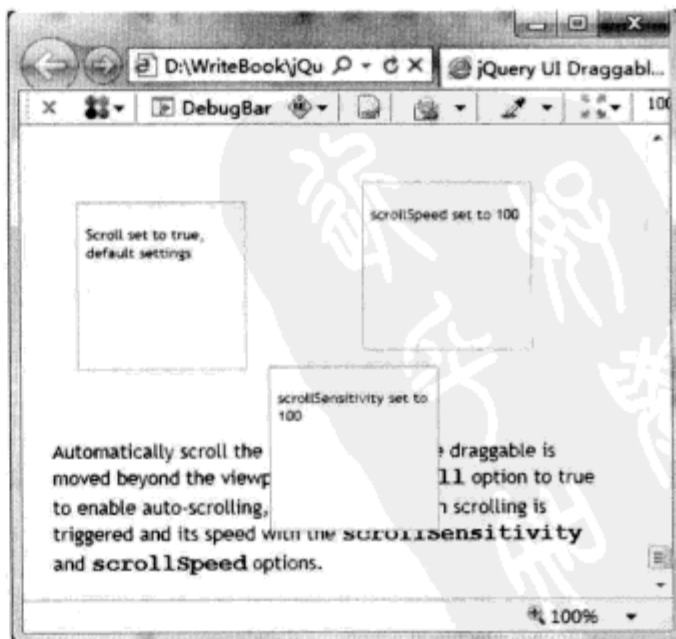 D:\WriteBook\jQu
jQuery UI Draggabl...
DebugBar
Scroll set to true,
default settings
scrollSpeed set to 100
scrollSensitivity set to
100
Automatically scroll the draggable is
moved beyond the viewp ll option to true
to enable auto-scrolling, n scrolling is
triggered and its speed with the scrollSensitivity
and scrollSpeed options.
100%